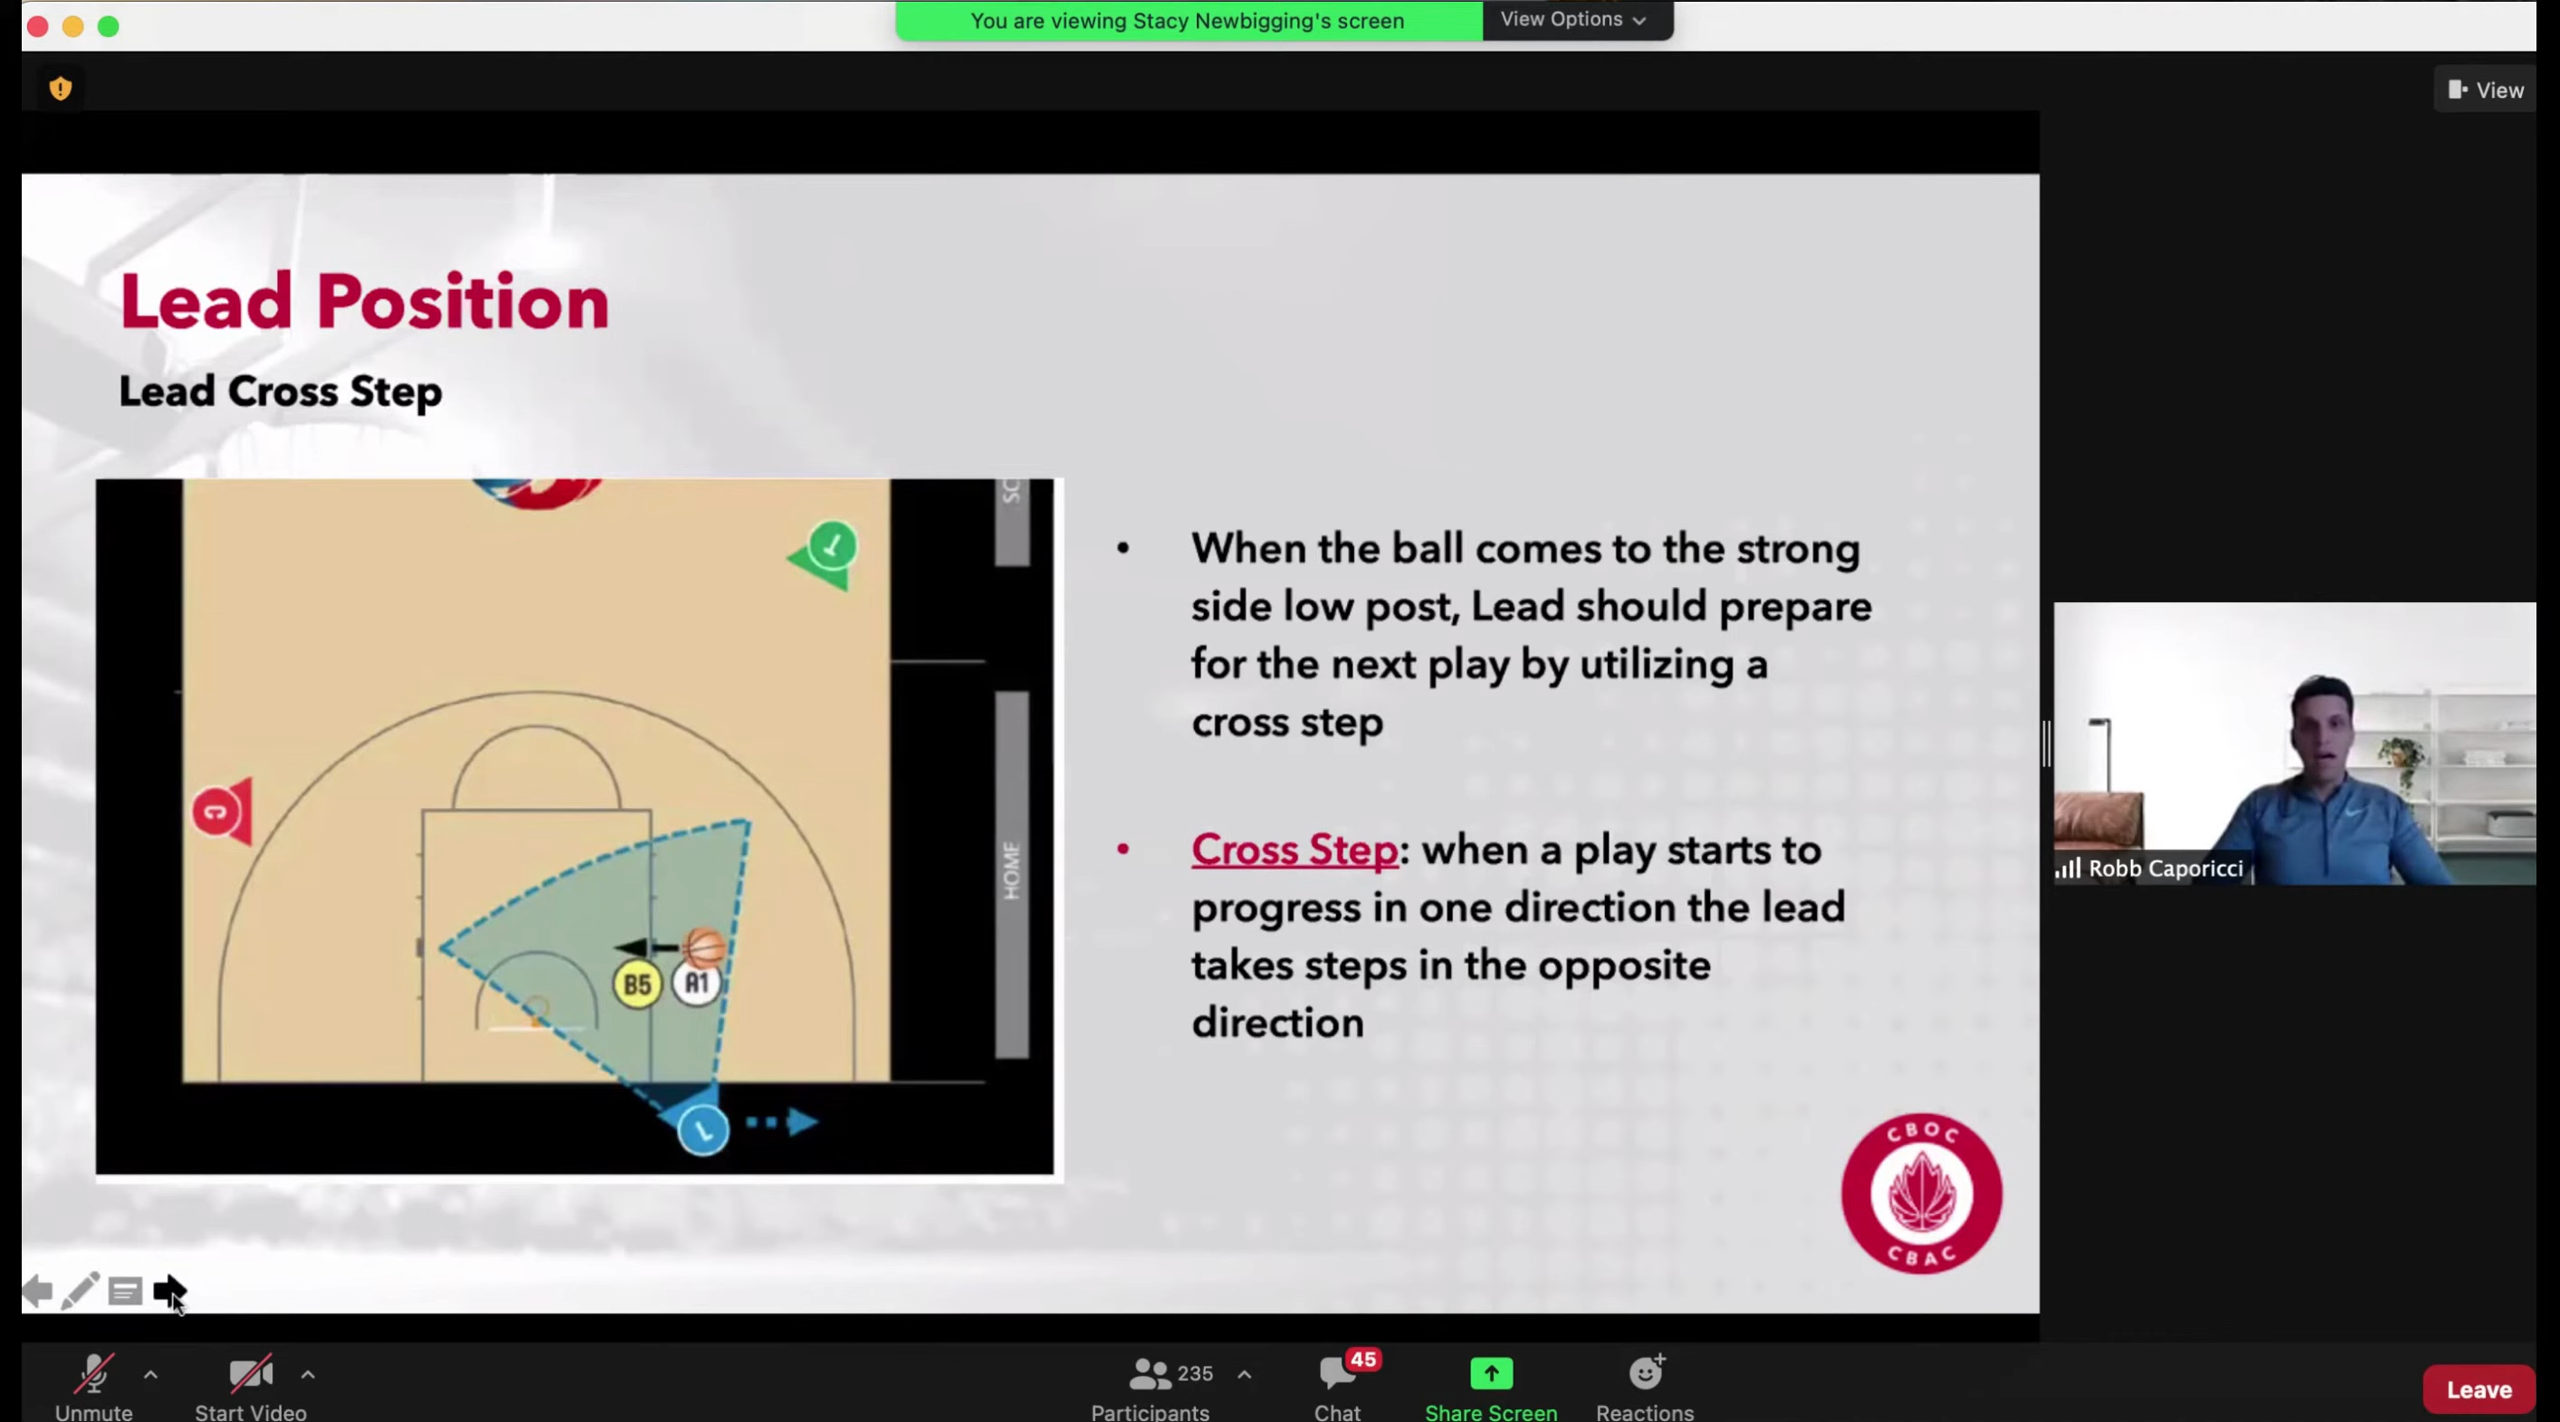 You are viewing Stacy Newbigging's screen
View Options
View
Lead Position
Lead Cross Step
SC
T
C
HOME
B5
A1
L
• When the ball comes to the strong
side low post, Lead should prepare
for the next play by utilizing a
cross step
• Cross Step: when a play starts to
progress in one direction the lead
takes steps in the opposite
direction
Robb Caporicci
CBOC
CBAC
Unmute
Start Video
235
Participants
45
Chat
Share Screen
Reactions
Leave